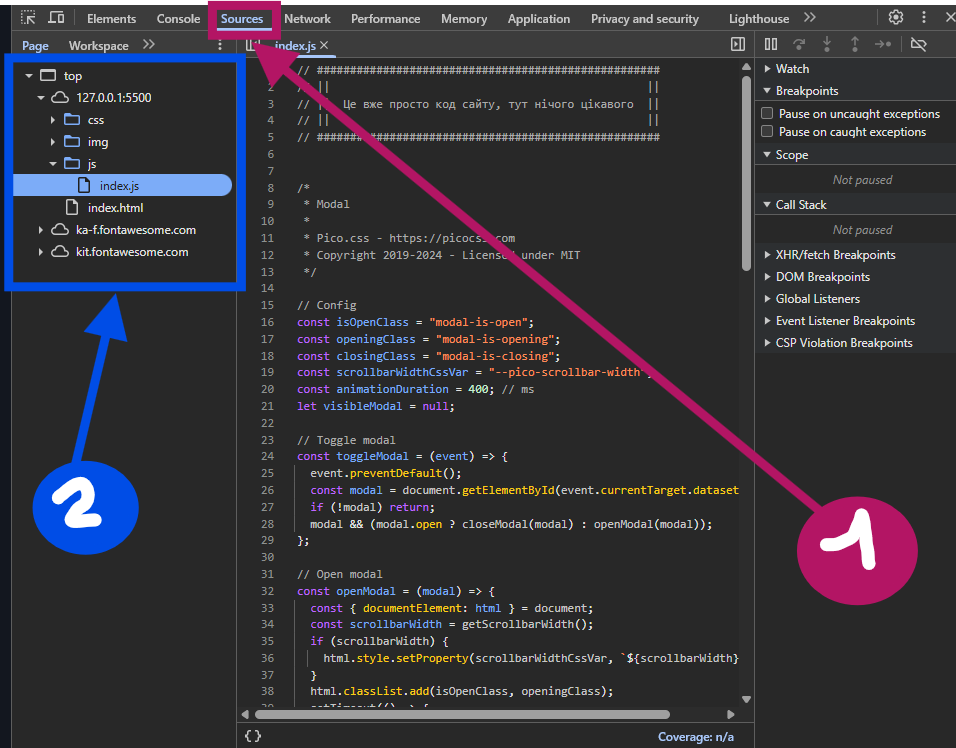 Elements Console Sources Network Performance Memory Application Privacy and security Lighthouse
Page Workspace index.js
top
127.0.0.1:5500
css
img
js
index.js
index.html
ka-f.fontawesome.com
kit.fontawesome.com
// ####################################################
2 || ||
3 // Це вже просто код сайту, тут нічого цікавого ||
4 // || ||
5 // ####################################################
6
7
8 /*
9 * Modal
10 *
11 * Pico.css - https://picocss.com
12 * Copyright 2019-2024 - Licensed under MIT
13 */
14
15 // Config
16 const isOpenClass = "modal-is-open";
17 const openingClass = "modal-is-opening";
18 const closingClass = "modal-is-closing";
19 const scrollbarWidthCssVar = "--pico-scrollbar-width";
20 const animationDuration = 400; // ms
21 let visibleModal = null;
22
23 // Toggle modal
24 const toggleModal = (event) => {
25 event.preventDefault();
26 const modal = document.getElementById(event.currentTarget.dataset
27 if (!modal) return;
28 modal && (modal.open ? closeModal(modal) : openModal(modal));
29 };
30
31 // Open modal
32 const openModal = (modal) => {
33 const { documentElement: html } = document;
34 const scrollbarWidth = getScrollbarWidth();
35 if (scrollbarWidth) {
36 html.style.setProperty(scrollbarWidthCssVar, `${scrollbarWidth}
37 }
38 html.classList.add(isOpenClass, openingClass);
{} Coverage: n/a
Watch
Breakpoints
Pause on uncaught exceptions
Pause on caught exceptions
Scope
Not paused
Call Stack
Not paused
XHR/fetch Breakpoints
DOM Breakpoints
Global Listeners
Event Listener Breakpoints
CSP Violation Breakpoints
2
1